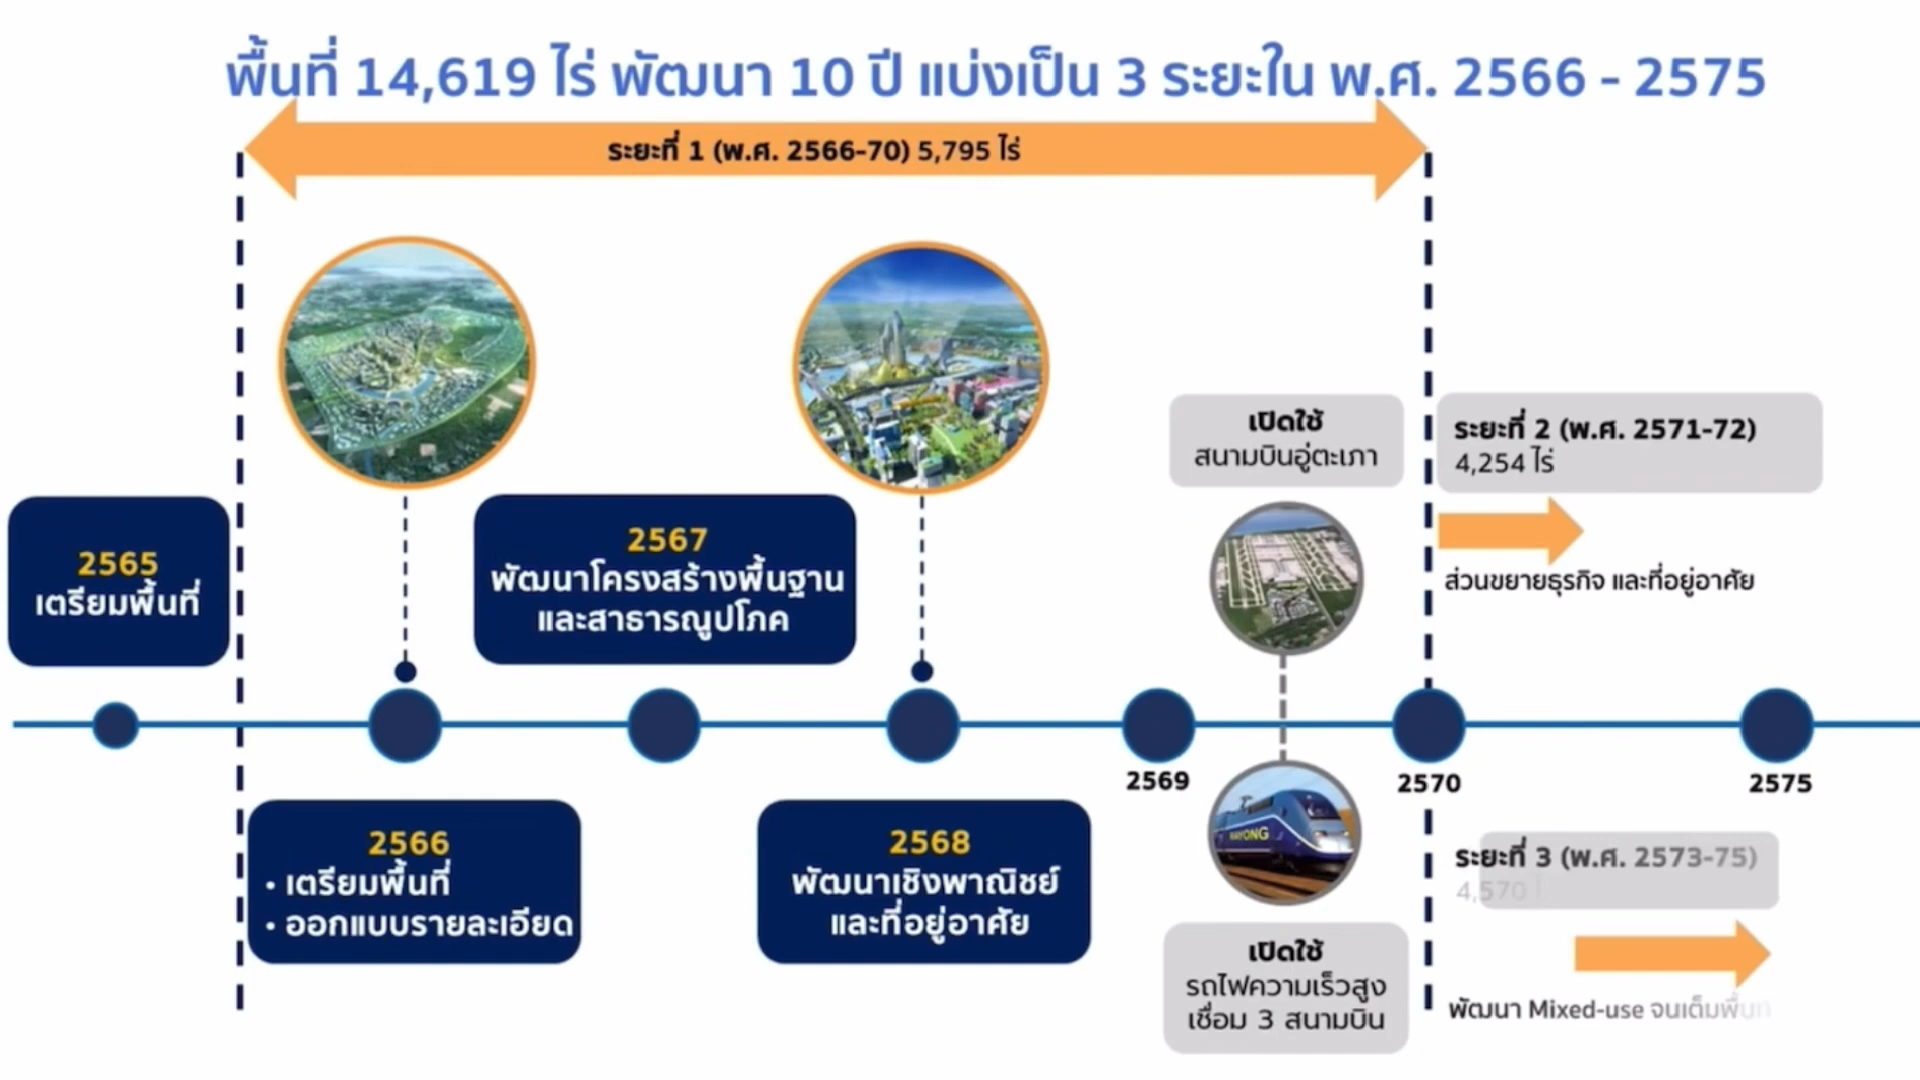 พื้นที่ 14,619 ไร่ พัฒนา 10 ปี แบ่งเป็น 3 ระยะใน พ.ศ. 2566 - 2575
ระยะที่ 1 (พ.ศ. 2566-70) 5,795 ไร่
2565
เตรียมพื้นที่
2566
• เตรียมพื้นที่
• ออกแบบรายละเอียด
2567
พัฒนาโครงสร้างพื้นฐาน
และสาธารณูปโภค
2568
พัฒนาเชิงพาณิชย์
และที่อยู่อาศัย
2569
เปิดใช้
สนามบินอู่ตะเภา
RAYONG
เปิดใช้
รถไฟความเร็วสูง
เชื่อม 3 สนามบิน
2570
ระยะที่ 2 (พ.ศ. 2571-72)
4,254 ไร่
ส่วนขยายธุรกิจ และที่อยู่อาศัย
2575
ระยะที่ 3 (พ.ศ. 2573-75)
4,570
พัฒนา Mixed-use จนเต็มพื้นที่